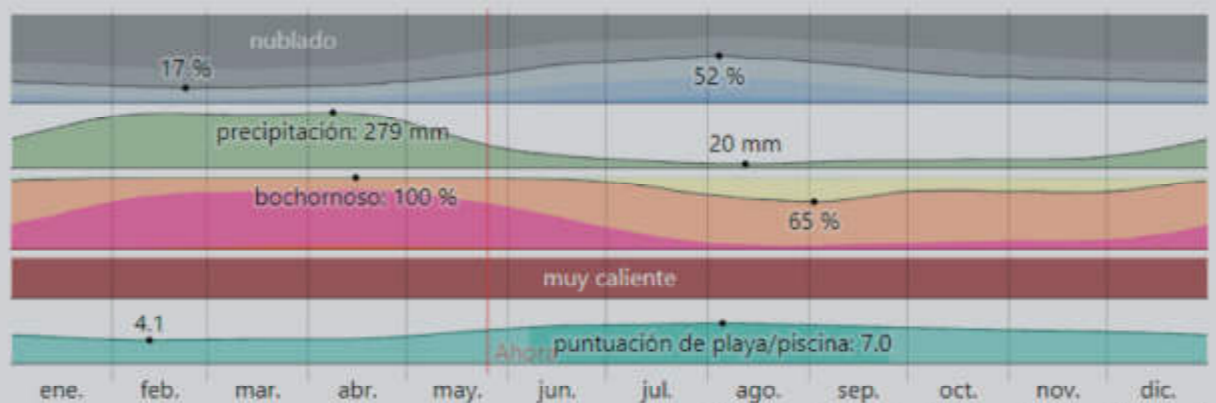 nublado
17 %
52 %
precipitación: 279 mm
20 mm
bochornoso: 100 %
65 %
muy caliente
4.1
puntuación de playa/piscina: 7.0
Ahora
ene. feb. mar. abr. may. jun. jul. ago. sep. oct. nov. dic.